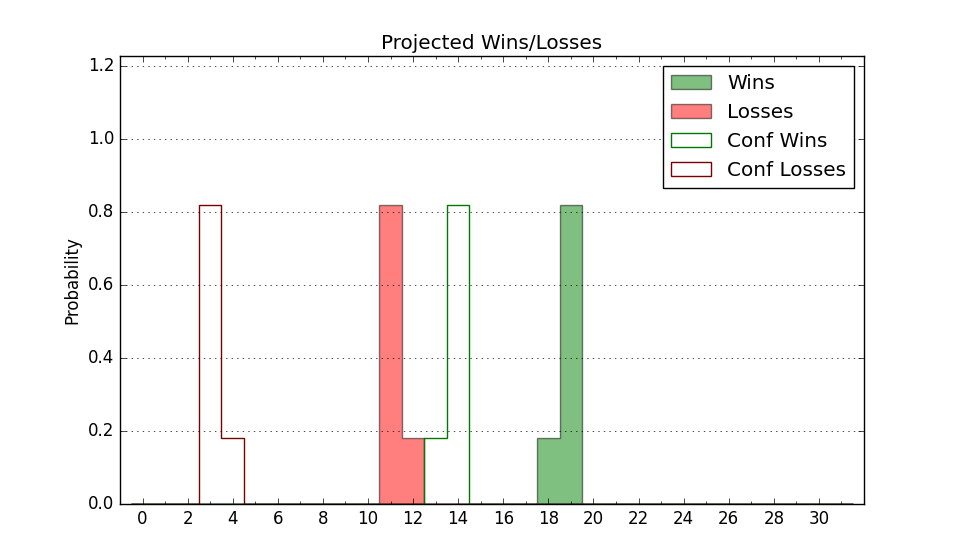 Projected Wins/Losses
1.2
1.0
0.8
0.6
0.4
0.2
0.0
Probability
Wins
Losses
Conf Wins
Conf Losses
0 2 4 6 8 10 12 14 16 18 20 22 24 26 28 30